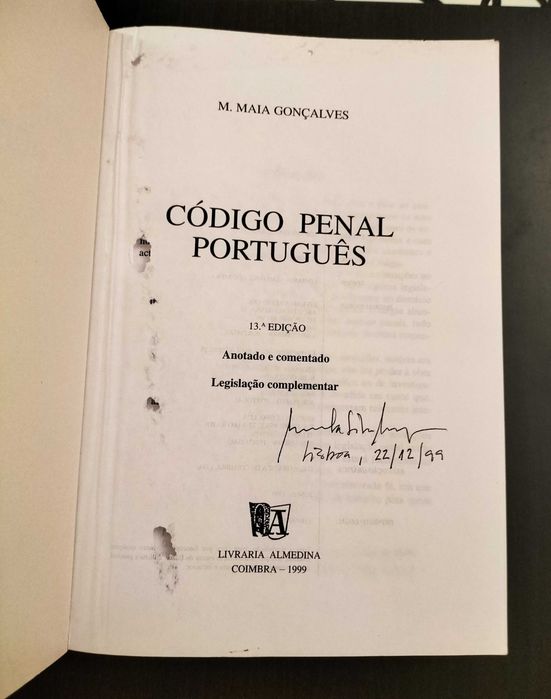 M. MAIA GONÇALVES
CÓDIGO PENAL
PORTUGUÊS
13.ª EDIÇÃO
Anotado e comentado
Legislação complementar
Lisboa, 22/12/99
LIVRARIA ALMEDINA
COIMBRA – 1999